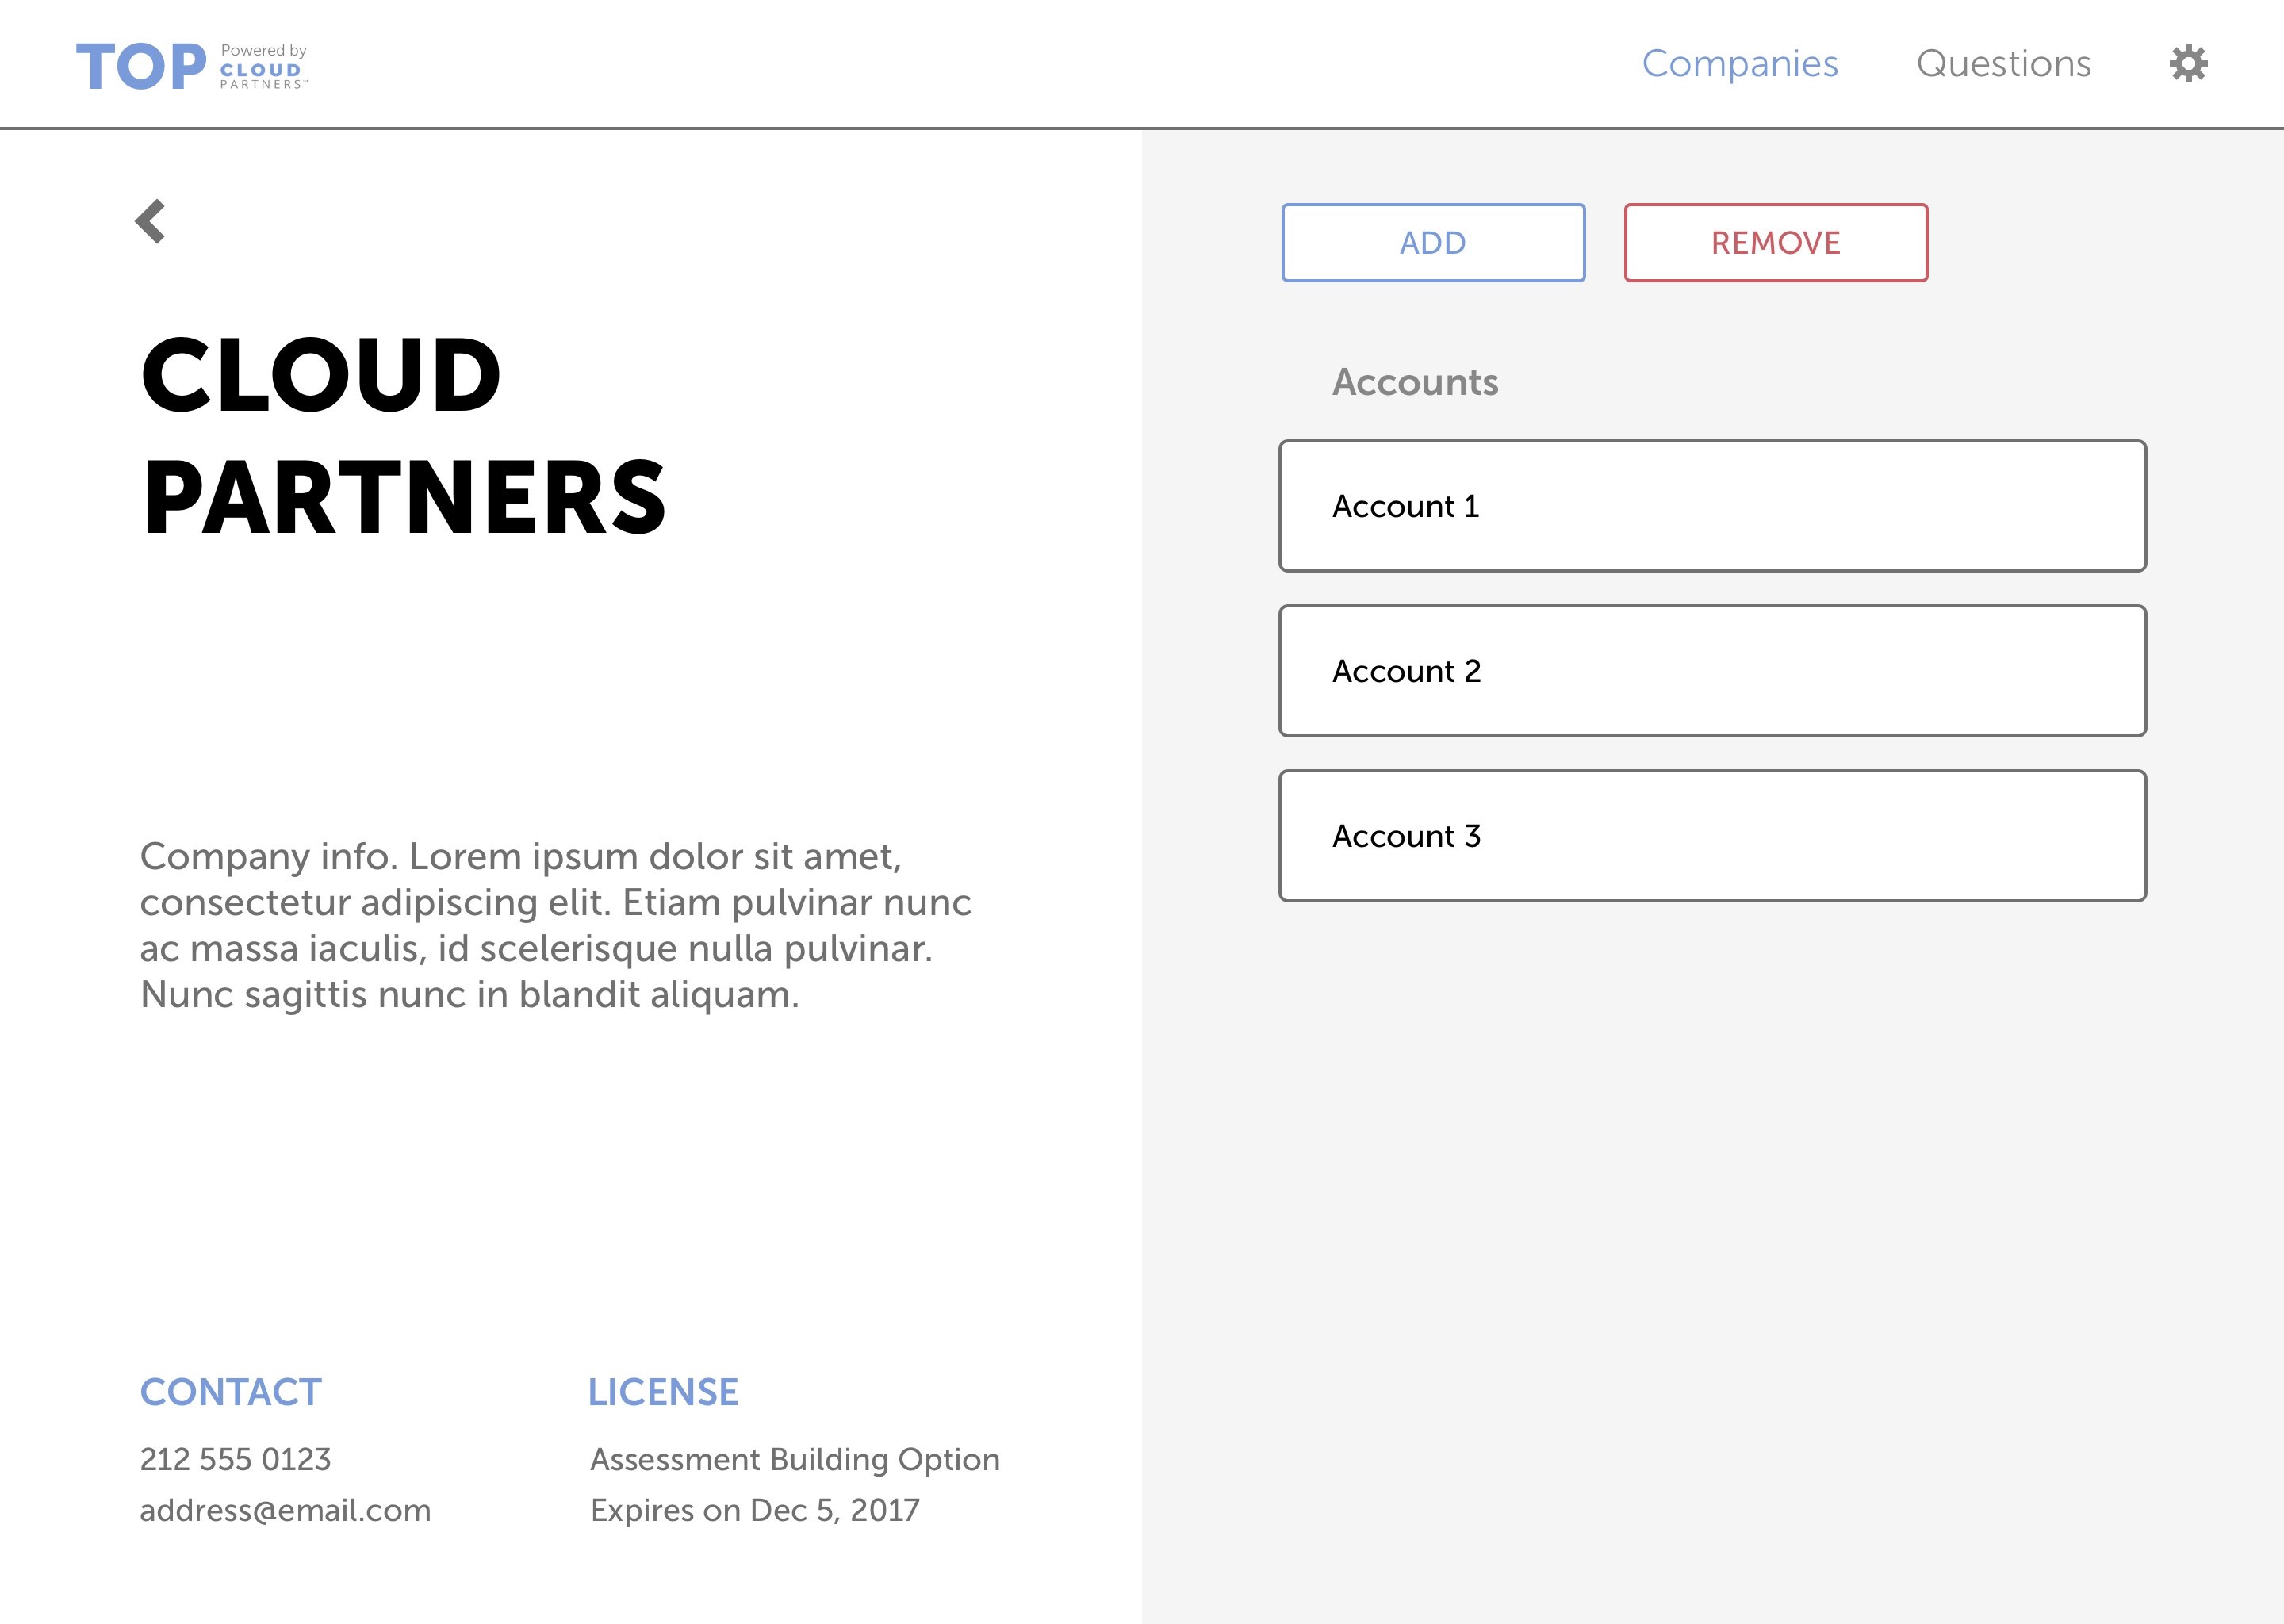 TOP
Powered by
CLOUD
PARTNERS™
Companies
Questions
CLOUD
PARTNERS
Company info. Lorem ipsum dolor sit amet,
consectetur adipiscing elit. Etiam pulvinar nunc
ac massa iaculis, id scelerisque nulla pulvinar.
Nunc sagittis nunc in blandit aliquam.
CONTACT
212 555 0123
address@email.com
LICENSE
Assessment Building Option
Expires on Dec 5, 2017
ADD
REMOVE
Accounts
Account 1
Account 2
Account 3